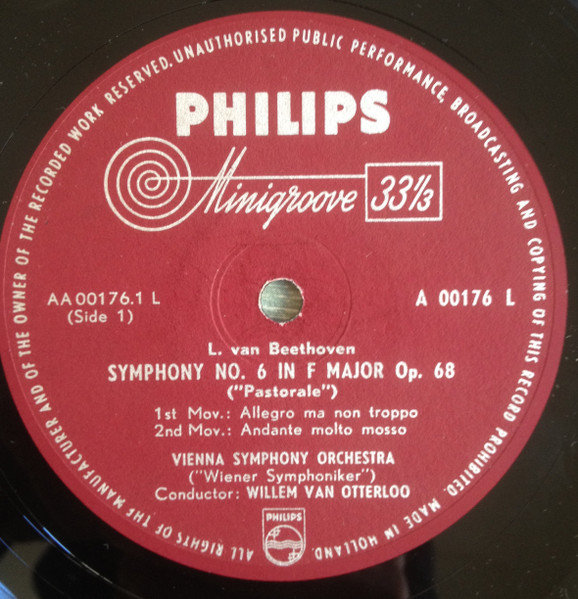 ALL RIGHTS OF THE MANUFACTURER AND OF THE OWNER OF THE RECORDED WORK RESERVED. UNAUTHORISED PUBLIC PERFORMANCE, BROADCASTING AND COPYING OF THIS RECORD PROHIBITED. MADE IN HOLLAND.
PHILIPS
Minigroove 33⅓
AA 00176.1 L
(Side 1)
A 00176 L
L. van Beethoven
SYMPHONY NO. 6 IN F MAJOR Op. 68
("Pastorale")
1st Mov.: Allegro ma non troppo
2nd Mov.: Andante molto mosso
VIENNA SYMPHONY ORCHESTRA
("Wiener Symphoniker")
Conductor: WILLEM VAN OTTERLOO
PHILIPS